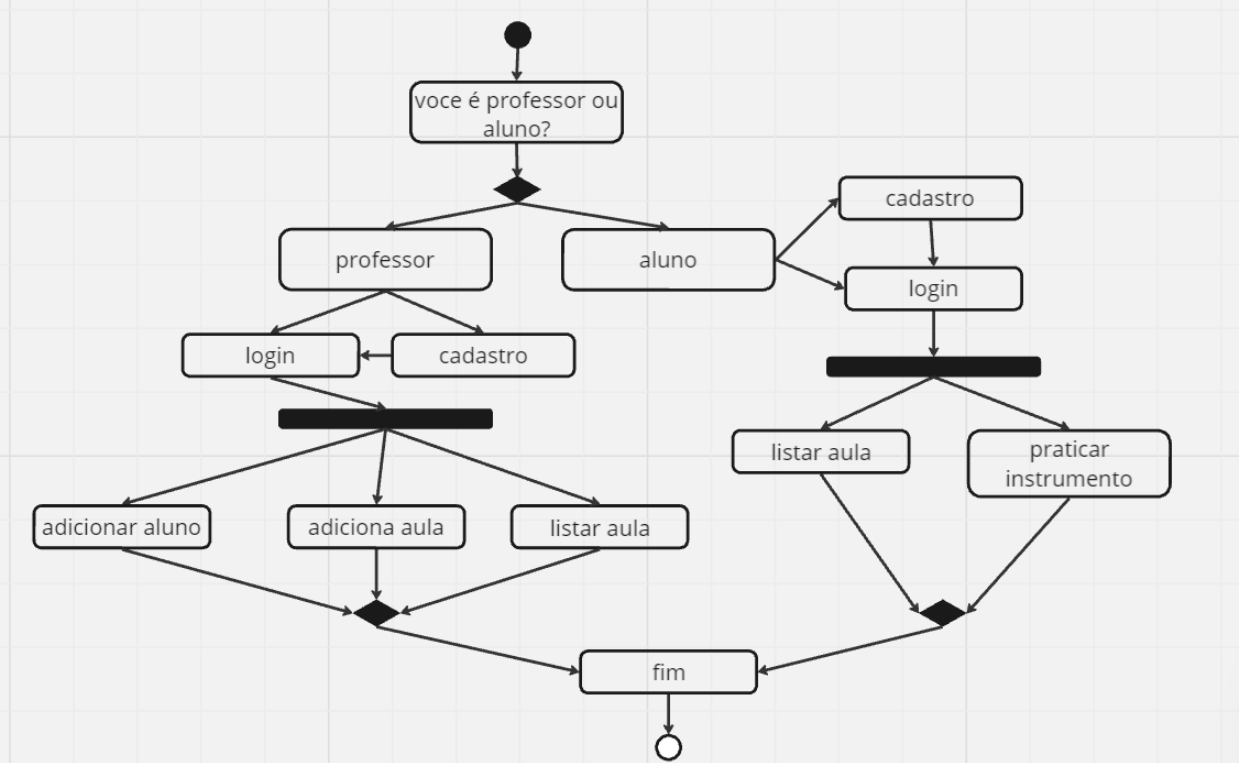 voce é professor ou
aluno?
cadastro
professor
aluno
login
login
cadastro
listar aula
praticar
instrumento
adicionar aluno
adiciona aula
listar aula
fim